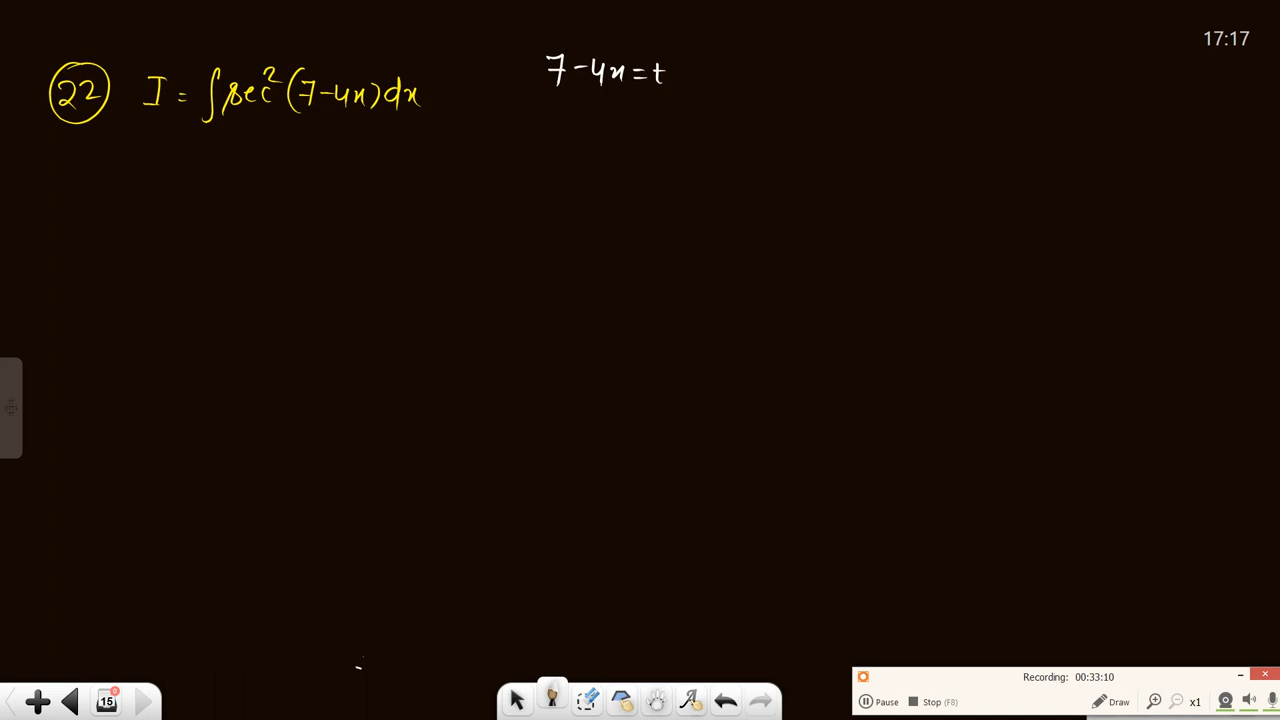 17:17
22 I = ∫sec²(7-4x)dx
7-4x=t
Recording: 00:33:10
15 0
Pause Stop (F8) Draw x1